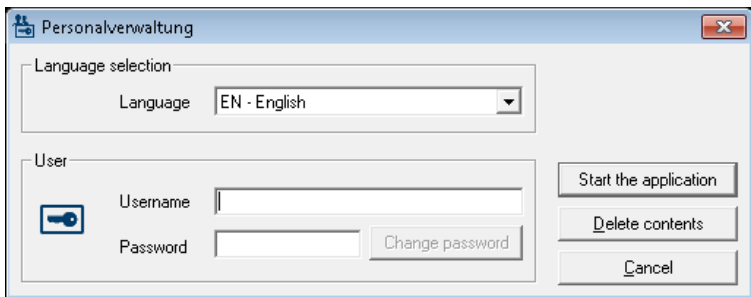 Personalverwaltung
Language selection
Language EN - English
User
Username
Password Change password
Start the application
Delete contents
Cancel